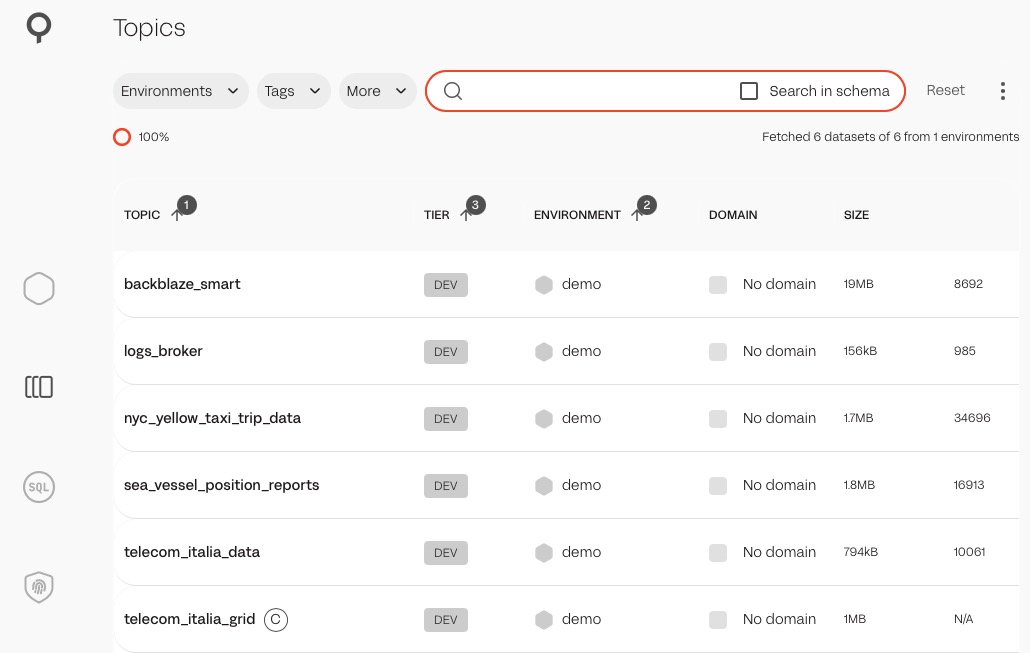 Topics
Environments Tags More Search in schema Reset
100% Fetched 6 datasets of 6 from 1 environments
TOPIC 1 TIER 3 ENVIRONMENT 2 DOMAIN SIZE
backblaze_smart DEV demo No domain 19MB 8692
logs_broker DEV demo No domain 156kB 985
nyc_yellow_taxi_trip_data DEV demo No domain 1.7MB 34696
sea_vessel_position_reports DEV demo No domain 1.8MB 16913
SQL
telecom_italia_data DEV demo No domain 794kB 10061
telecom_italia_grid C DEV demo No domain 1MB N/A